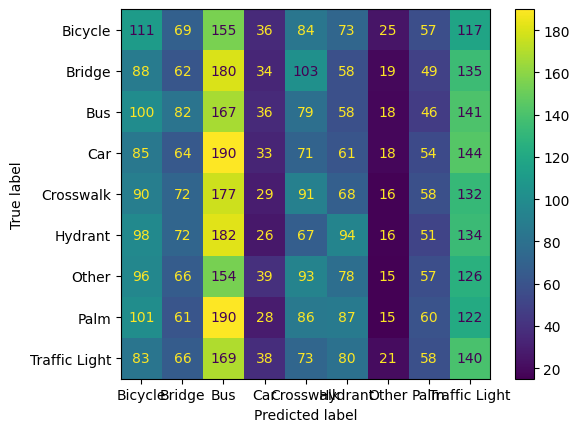 True label
Bicycle 111 69 155 36 84 73 25 57 117
Bridge 88 62 180 34 103 58 19 49 135
Bus 100 82 167 36 79 58 18 46 141
Car 85 64 190 33 71 61 18 54 144
Crosswalk 90 72 177 29 91 68 16 58 132
Hydrant 98 72 182 26 67 94 16 51 134
Other 96 66 154 39 93 78 15 57 126
Palm 101 61 190 28 86 87 15 60 122
Traffic Light 83 66 169 38 73 80 21 58 140
Bicycle Bridge Bus Car Crosswalk Hydrant Other Palm Traffic Light
Predicted label
180
160
140
120
100
80
60
40
20